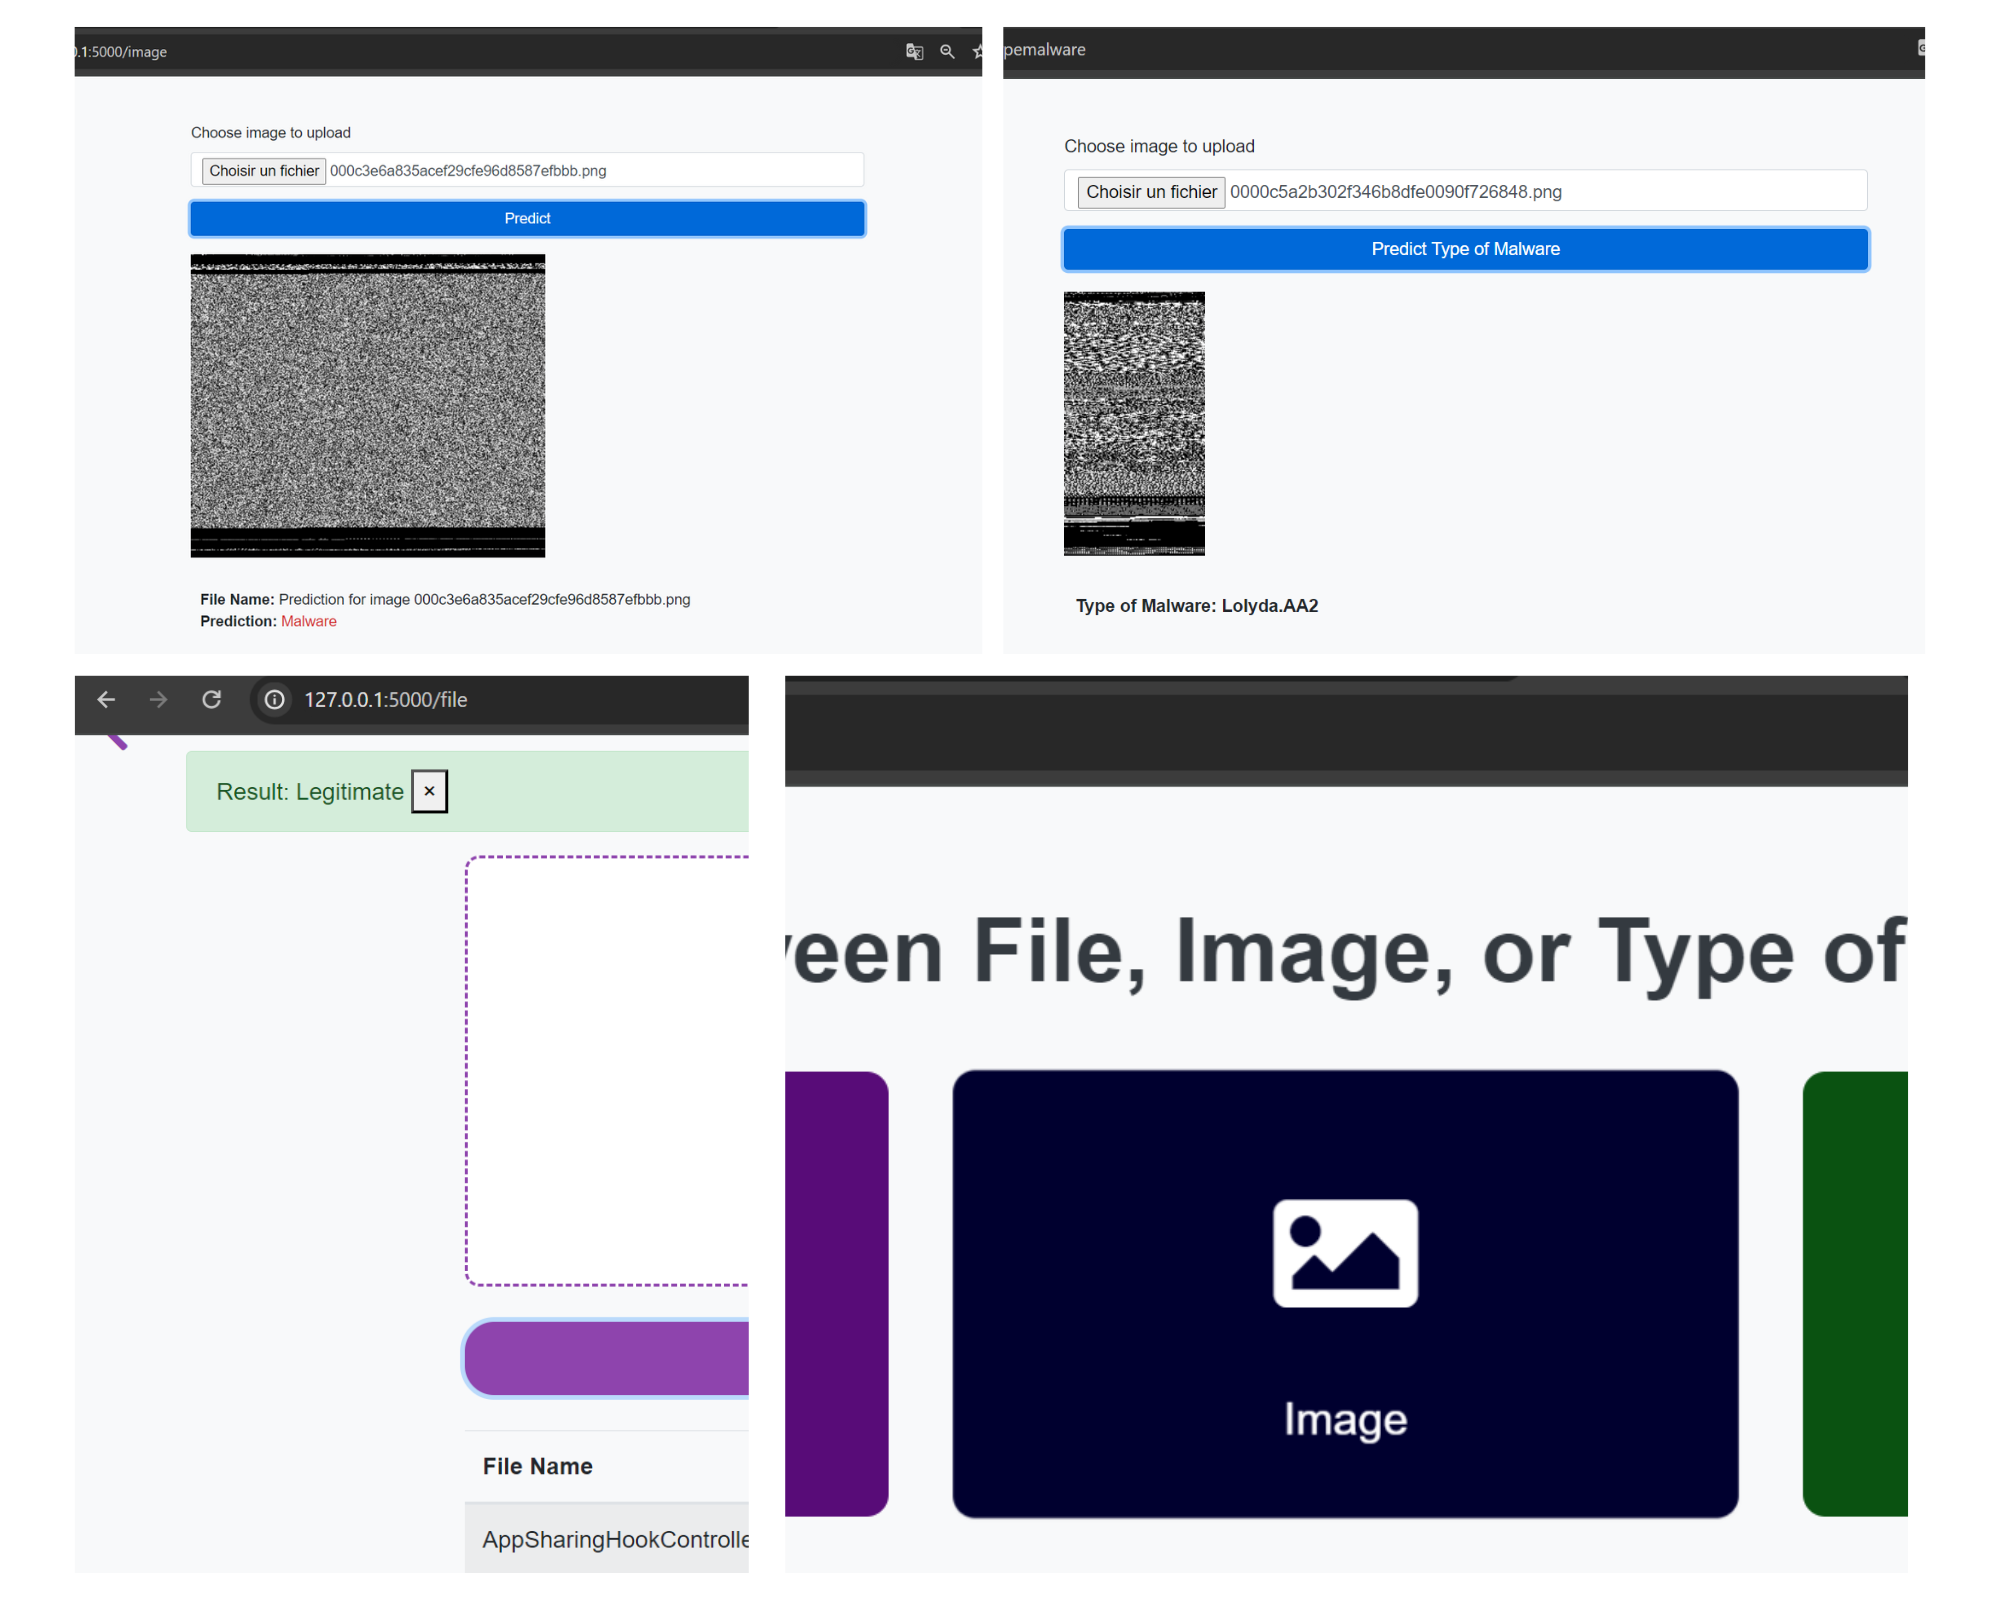 .1:5000/image
Choose image to upload
Choisir un fichier 000c3e6a835acef29cfe96d8587efbbb.png
Predict
File Name: Prediction for image 000c3e6a835acef29cfe96d8587efbbb.png
Prediction: Malware
pemalware
Choose image to upload
Choisir un fichier 0000c5a2b302f346b8dfe0090f726848.png
Predict Type of Malware
Type of Malware: Lolyda.AA2
127.0.0.1:5000/file
Result: Legitimate ×
File Name
AppSharingHookControlle
veen File, Image, or Type of
Image